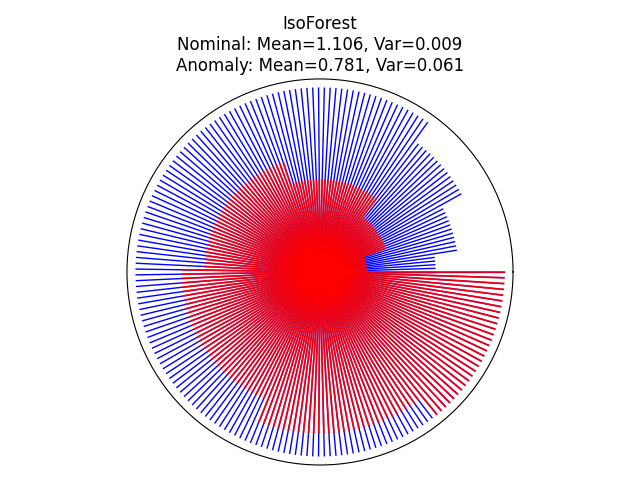 IsoForest
Nominal: Mean=1.106, Var=0.009
Anomaly: Mean=0.781, Var=0.061